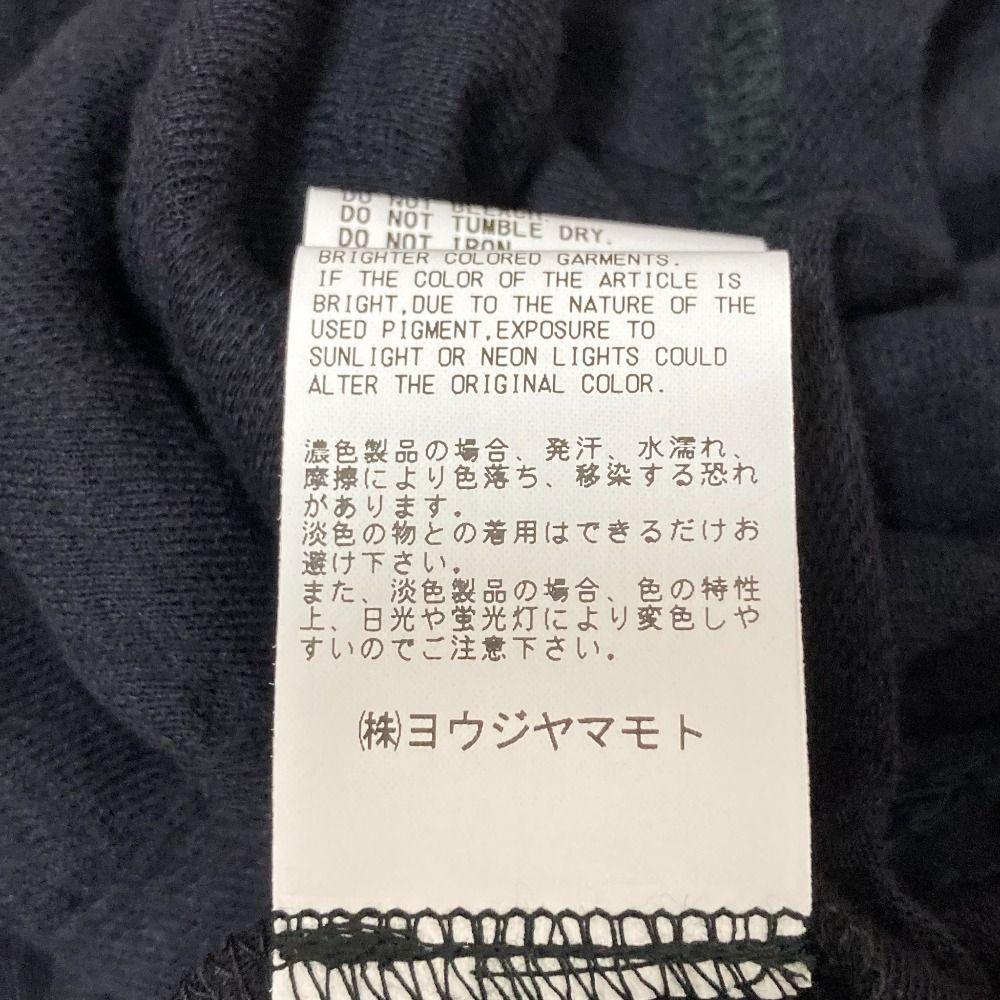 DO NOT BLEACH.
DO NOT TUMBLE DRY.
DO NOT IRON
BRIGHTER COLORED GARMENTS.
IF THE COLOR OF THE ARTICLE IS
BRIGHT,DUE TO THE NATURE OF THE
USED PIGMENT,EXPOSURE TO
SUNLIGHT OR NEON LIGHTS COULD
ALTER THE ORIGINAL COLOR.
濃色製品の場合、発汗、水濡れ、
摩擦により色落ち、移染する恐れ
があります。
淡色の物との着用はできるだけお
避け下さい。
また、淡色製品の場合、色の特性
上、日光や蛍光灯により変色しや
すいのでご注意下さい。
㈱ヨウジヤマモト